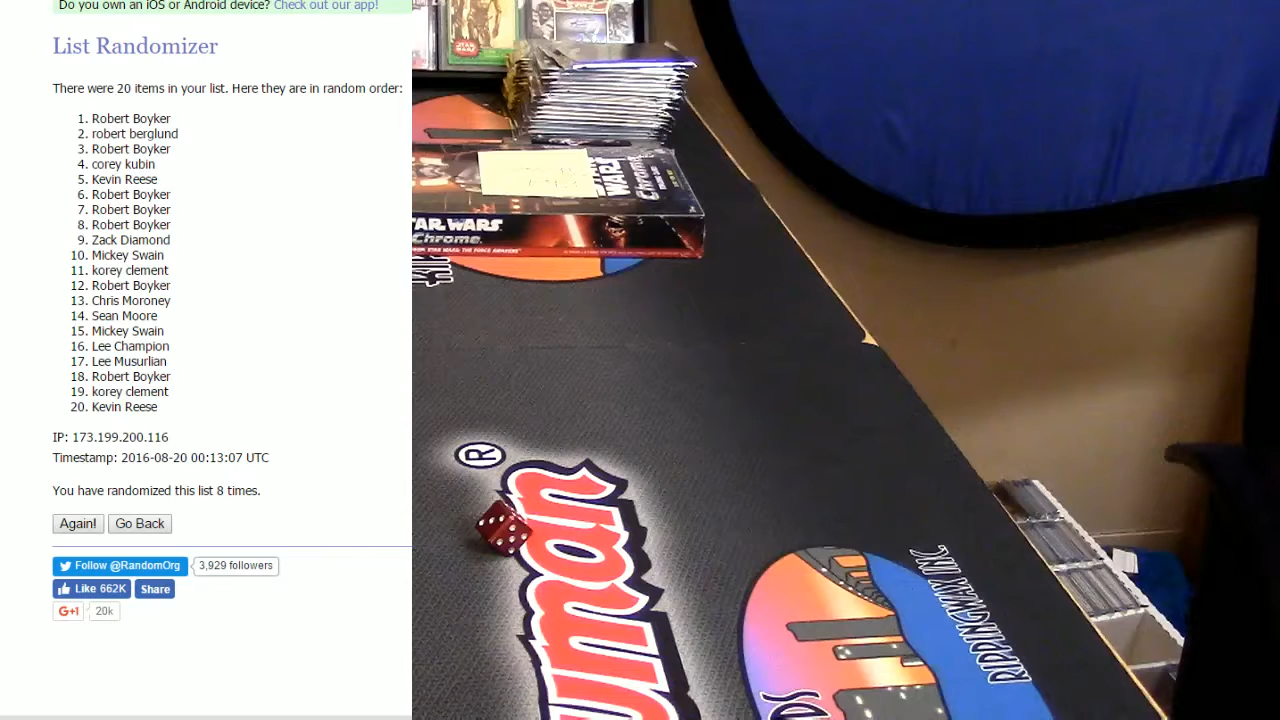 Do you own an iOS or Android device? Check out our app!
List Randomizer
There were 20 items in your list. Here they are in random order:
1. Robert Boyker
2. robert berglund
3. Robert Boyker
4. corey kubin
5. Kevin Reese
6. Robert Boyker
7. Robert Boyker
8. Robert Boyker
9. Zack Diamond
10. Mickey Swain
11. korey clement
12. Robert Boyker
13. Chris Moroney
14. Sean Moore
15. Mickey Swain
16. Lee Champion
17. Lee Musurlian
18. Robert Boyker
19. korey clement
20. Kevin Reese
IP: 173.199.200.116
Timestamp: 2016-08-20 00:13:07 UTC
You have randomized this list 8 times.
Again! Go Back
Follow @RandomOrg 3,929 followers
Like 662K Share
G+1 20k
STAR WARS
WARS
Chrome
STAR WARS
Chrome
®
uman
RIPPINGWAX INC.